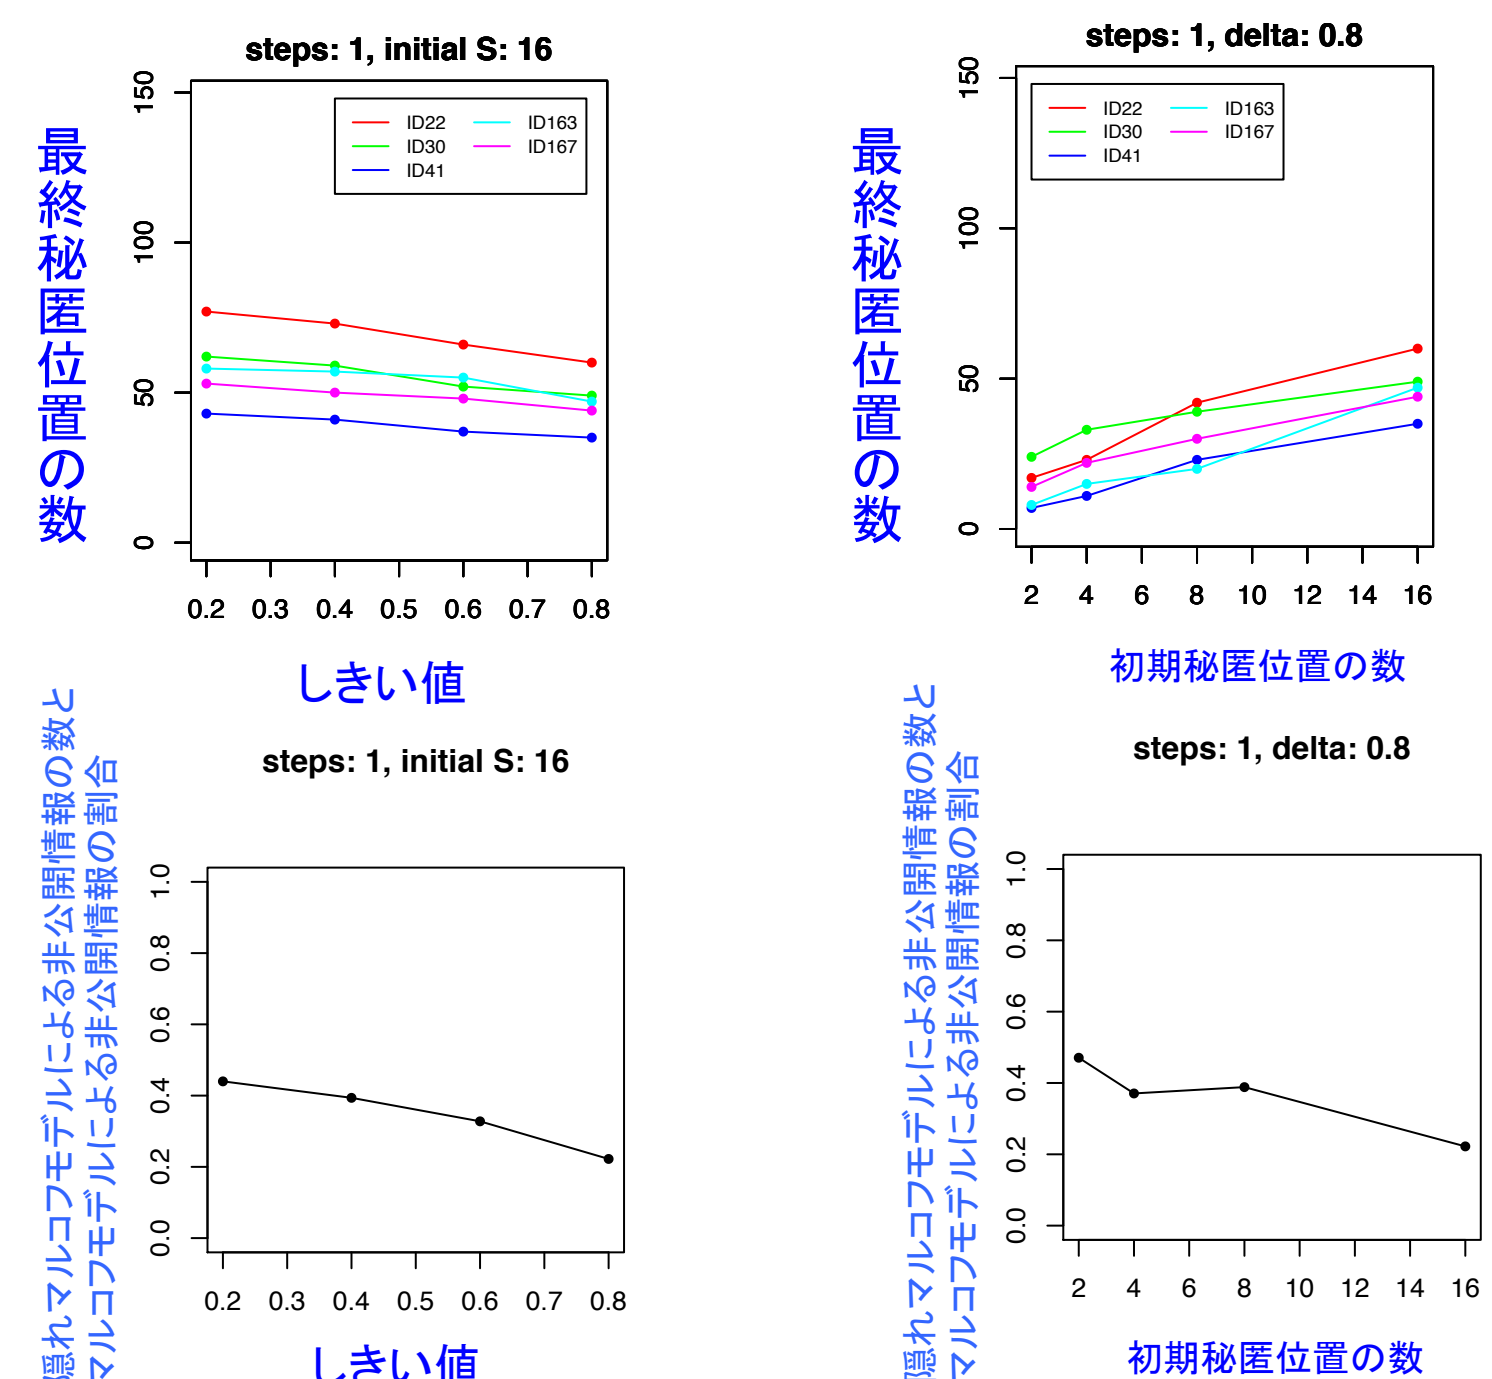 steps: 1, initial S: 16
最終秘匿位置の数
150
100
50
0
ID22
ID30
ID41
ID163
ID167
0.2 0.3 0.4 0.5 0.6 0.7 0.8
しきい値
steps: 1, delta: 0.8
最終秘匿位置の数
150
100
50
0
ID22
ID30
ID41
ID163
ID167
2 4 6 8 10 12 14 16
初期秘匿位置の数
steps: 1, initial S: 16
隠れマルコフモデルによる非公開情報の数と
マルコフモデルによる非公開情報の割合
1.0
0.8
0.6
0.4
0.2
0.0
0.2 0.3 0.4 0.5 0.6 0.7 0.8
しきい値
steps: 1, delta: 0.8
隠れマルコフモデルによる非公開情報の数と
マルコフモデルによる非公開情報の割合
1.0
0.8
0.6
0.4
0.2
0.0
2 4 6 8 10 12 14 16
初期秘匿位置の数